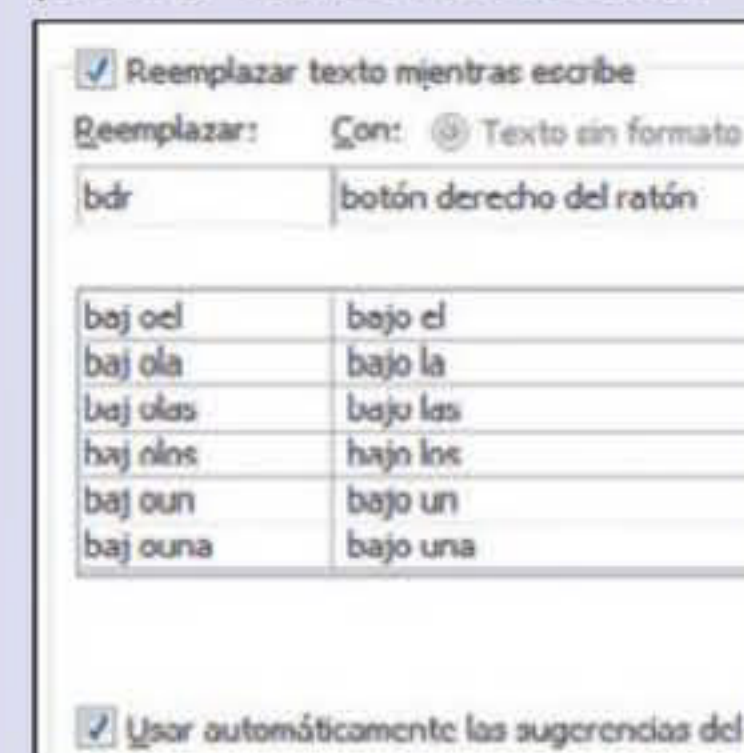 Reemplazar texto mientras escribe
Reemplazar: Con: Texto sin formato
bdr botón derecho del ratón
baj oel bajo el
baj ola bajo la
baj olas bajo las
baj olos bajo los
baj oun bajo un
baj ouna bajo una
Usar automáticamente las sugerencias del